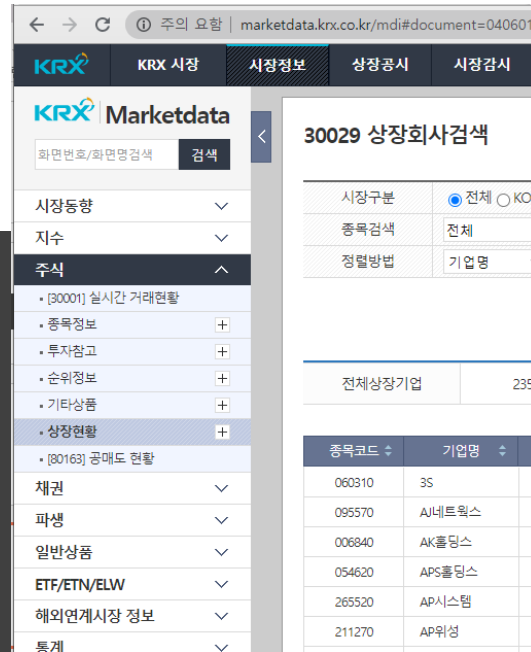 주의 요함 marketdata.krx.co.kr/mdi#document=040601
KRX KRX 시장 시장정보 상장공시 시장감시
KRX Marketdata
화면번호/화면명검색 검색
시장동향
지수
주식
[30001] 실시간 거래현황
종목정보
투자참고
순위정보
기타상품
상장현황
[80163] 공매도 현황
채권
파생
일반상품
ETF/ETN/ELW
해외연계시장 정보
통계
30029 상장회사검색
시장구분 전체 KO
종목검색 전체
정렬방법 기업명
전체상장기업 235
종목코드 기업명
060310 3S
095570 AJ네트웍스
006840 AK홀딩스
054620 APS홀딩스
265520 AP시스템
211270 AP위성